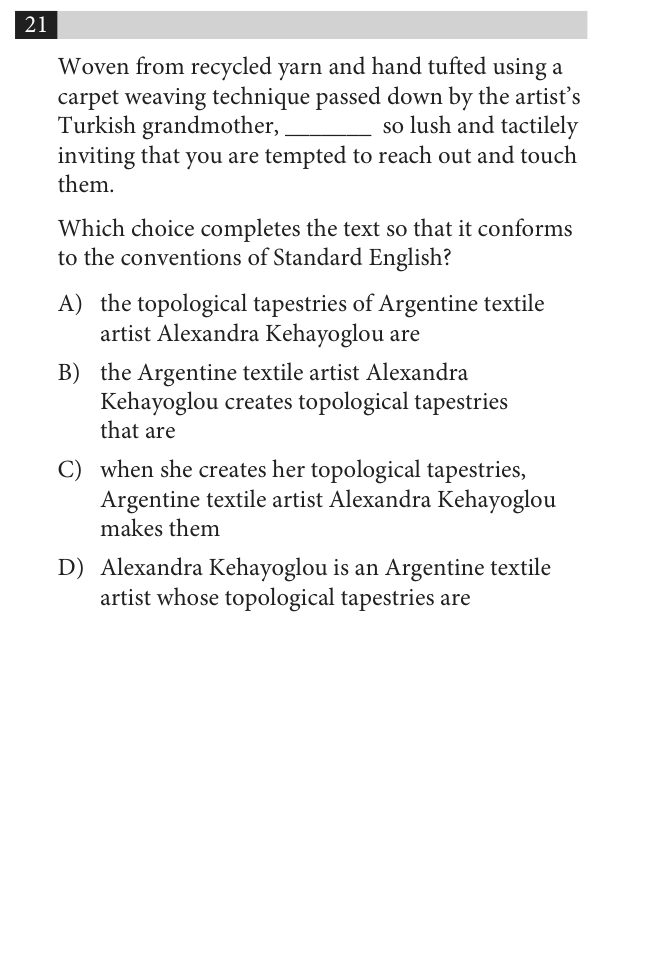 21
Woven from recycled yarn and hand tufted using a
carpet weaving technique passed down by the artist’s
Turkish grandmother, _______ so lush and tactilely
inviting that you are tempted to reach out and touch
them.
Which choice completes the text so that it conforms
to the conventions of Standard English?
A) the topological tapestries of Argentine textile
artist Alexandra Kehayoglou are
B) the Argentine textile artist Alexandra
Kehayoglou creates topological tapestries
that are
C) when she creates her topological tapestries,
Argentine textile artist Alexandra Kehayoglou
makes them
D) Alexandra Kehayoglou is an Argentine textile
artist whose topological tapestries are